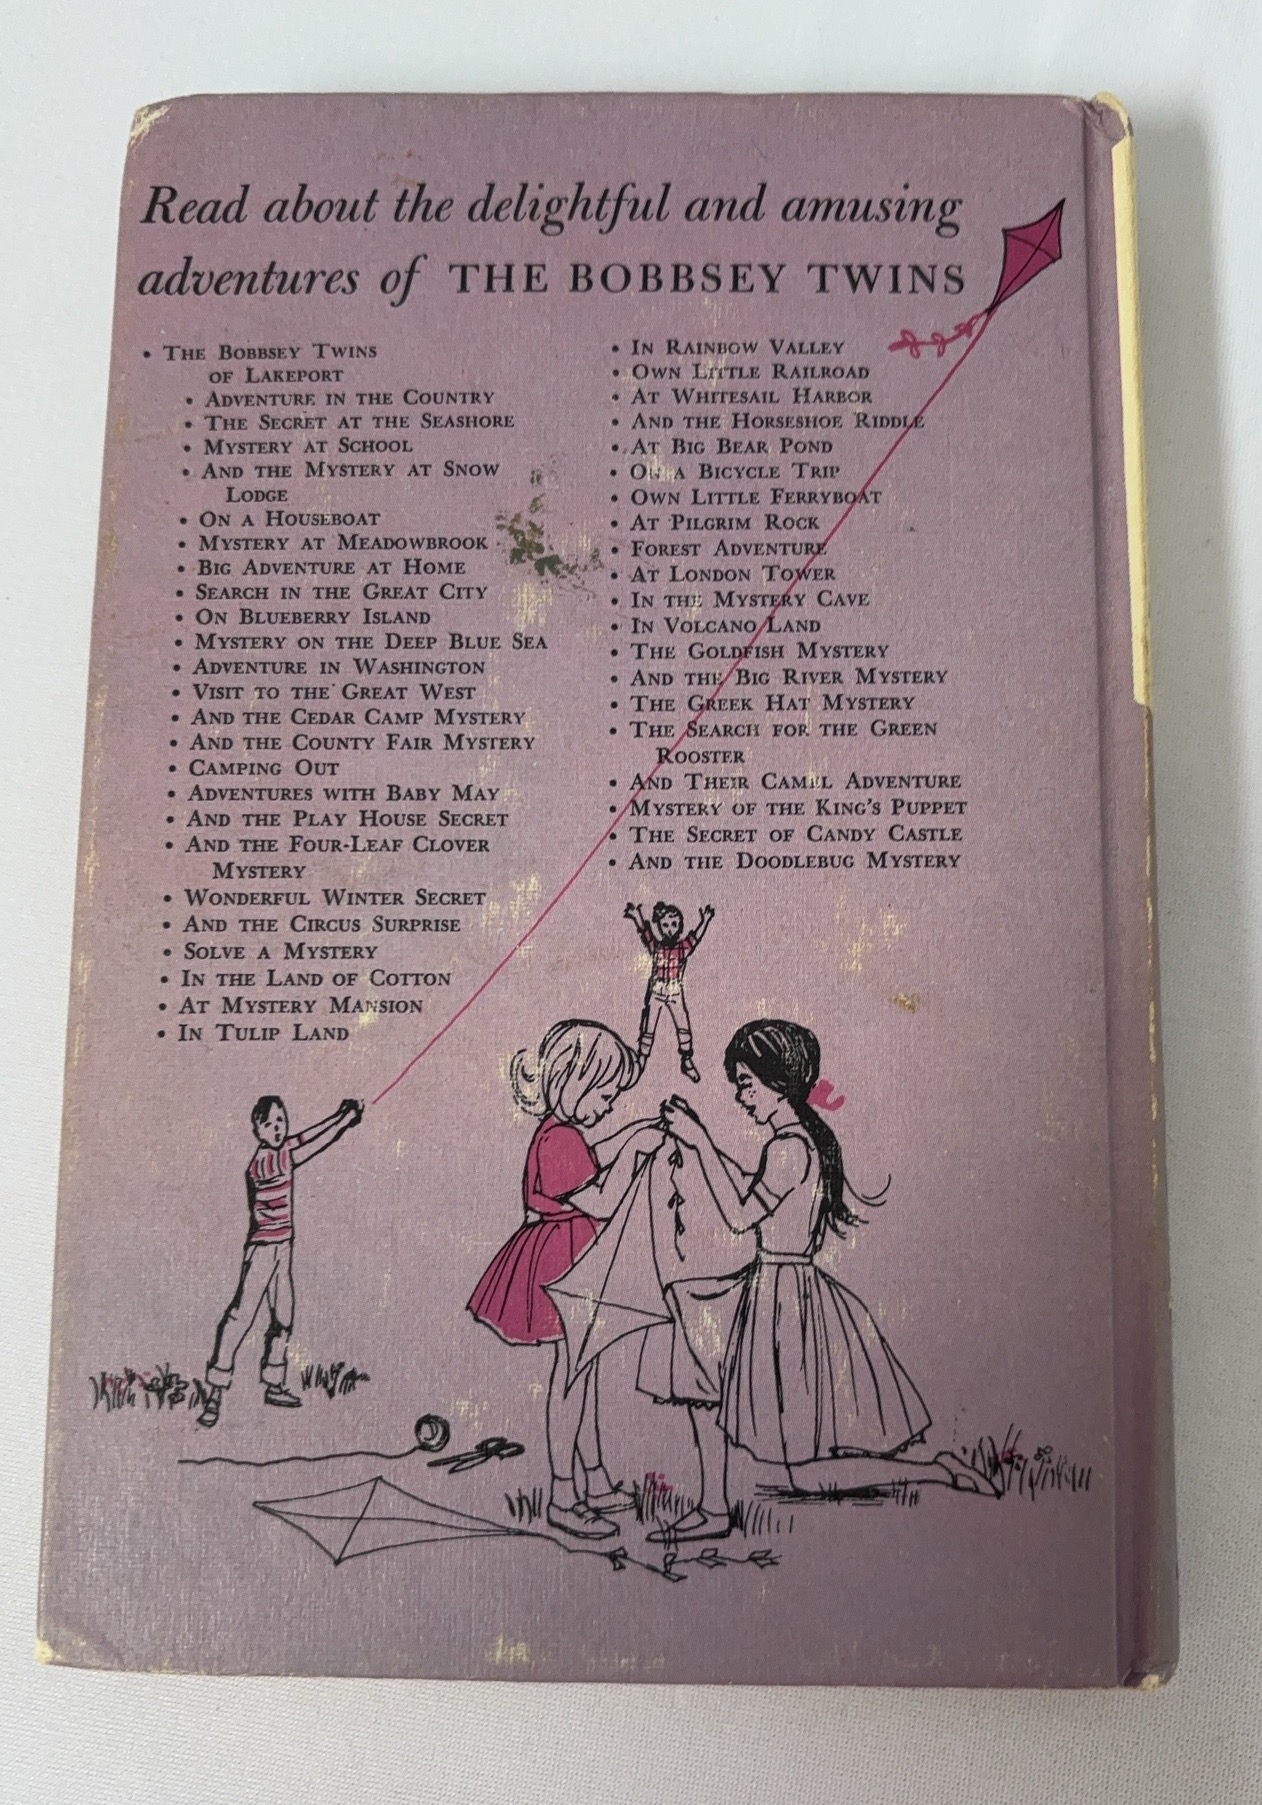 Read about the delightful and amusing
adventures of THE BOBBSEY TWINS
• THE BOBBSEY TWINS
OF LAKEPORT
• ADVENTURE IN THE COUNTRY
• THE SECRET AT THE SEASHORE
• MYSTERY AT SCHOOL
• AND THE MYSTERY AT SNOW
LODGE
• ON A HOUSEBOAT
• MYSTERY AT MEADOWBROOK
• BIG ADVENTURE AT HOME
• SEARCH IN THE GREAT CITY
• ON BLUEBERRY ISLAND
• MYSTERY ON THE DEEP BLUE SEA
• ADVENTURE IN WASHINGTON
• VISIT TO THE GREAT WEST
• AND THE CEDAR CAMP MYSTERY
• AND THE COUNTY FAIR MYSTERY
• CAMPING OUT
• ADVENTURES WITH BABY MAY
• AND THE PLAY HOUSE SECRET
• AND THE FOUR-LEAF CLOVER
MYSTERY
• WONDERFUL WINTER SECRET
• AND THE CIRCUS SURPRISE
• SOLVE A MYSTERY
• IN THE LAND OF COTTON
• AT MYSTERY MANSION
• IN TULIP LAND
• IN RAINBOW VALLEY
• OWN LITTLE RAILROAD
• AT WHITESAIL HARBOR
• AND THE HORSESHOE RIDDLE
• AT BIG BEAR POND
• ON A BICYCLE TRIP
• OWN LITTLE FERRYBOAT
• AT PILGRIM ROCK
• FOREST ADVENTURE
• AT LONDON TOWER
• IN THE MYSTERY CAVE
• IN VOLCANO LAND
• THE GOLDFISH MYSTERY
• AND THE BIG RIVER MYSTERY
• THE GREEK HAT MYSTERY
• THE SEARCH FOR THE GREEN
ROOSTER
• AND THEIR CAMEL ADVENTURE
• MYSTERY OF THE KING'S PUPPET
• THE SECRET OF CANDY CASTLE
• AND THE DOODLEBUG MYSTERY